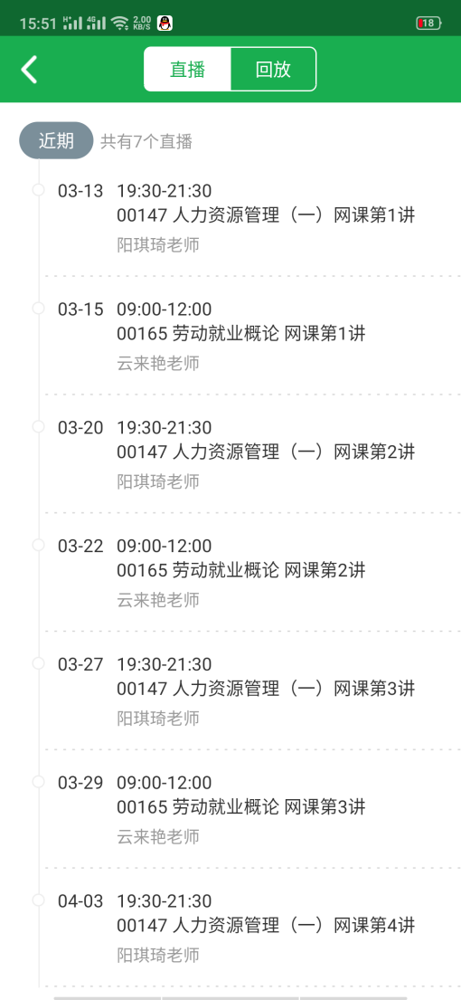 15:51 4G 2.00 KB/S 18
直播 回放
近期 共有7个直播
03-13 19:30-21:30
00147 人力资源管理（一）网课第1讲
阳琪琦老师
03-15 09:00-12:00
00165 劳动就业概论 网课第1讲
云来艳老师
03-20 19:30-21:30
00147 人力资源管理（一）网课第2讲
阳琪琦老师
03-22 09:00-12:00
00165 劳动就业概论 网课第2讲
云来艳老师
03-27 19:30-21:30
00147 人力资源管理（一）网课第3讲
阳琪琦老师
03-29 09:00-12:00
00165 劳动就业概论 网课第3讲
云来艳老师
04-03 19:30-21:30
00147 人力资源管理（一）网课第4讲
阳琪琦老师